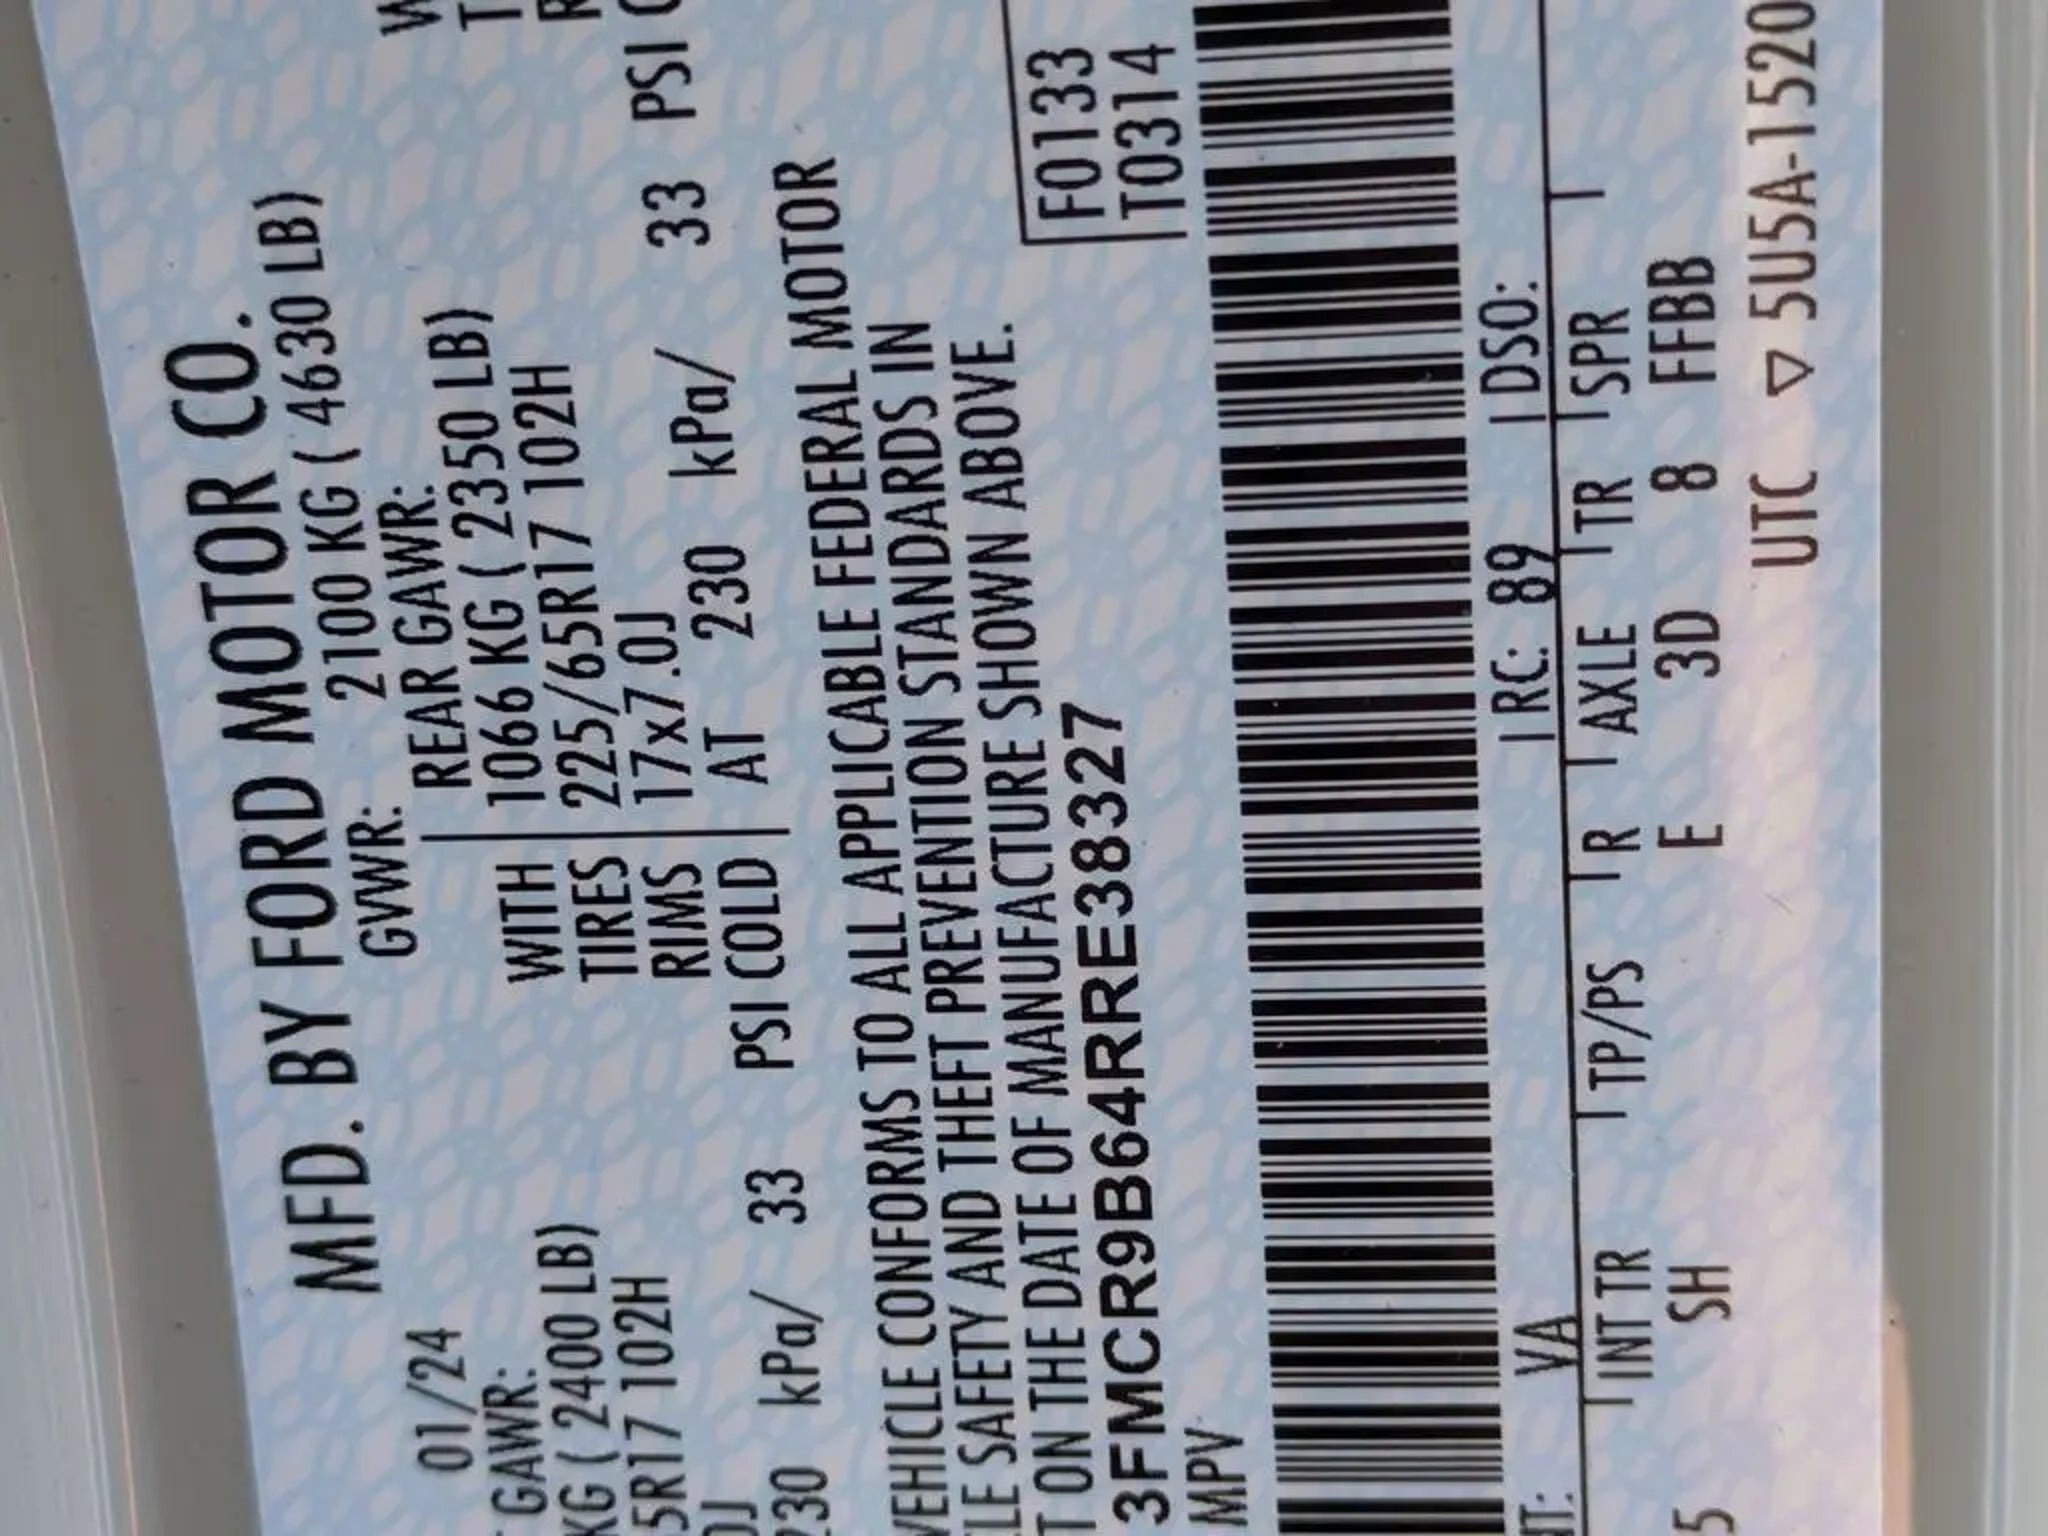 MFD. BY FORD MOTOR CO.
01/24 GVWR: 2100 KG ( 4630 LB)
GAWR: REAR GAWR:
KG ( 2400 LB) WITH 1066 KG ( 2350 LB)
5R17 102H TIRES 225/65R17 102H
0J RIMS 17x7.0J
230 kPa/ 33 PSI COLD AT 230 kPa/ 33 PSI
VEHICLE CONFORMS TO ALL APPLICABLE FEDERAL MOTOR
LE SAFETY AND THEFT PREVENTION STANDARDS IN
T ON THE DATE OF MANUFACTURE SHOWN ABOVE.
3FMCR9B64RRE38327 F0133
MPV T0314
VA RC: 89 DSO:
INT TR TP/PS R AXLE TR SPR
5 SH E 3D 8 FFBB
UTC ▽ 5U5A-1520